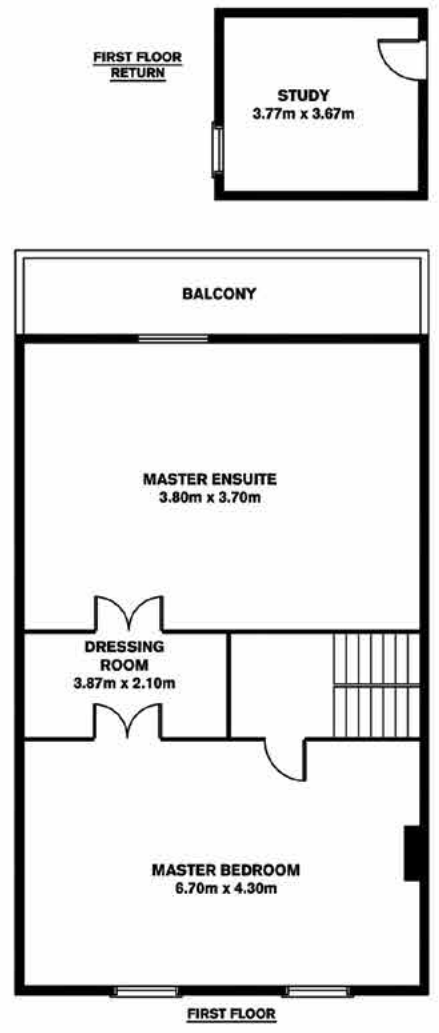 FIRST FLOOR
RETURN
STUDY
3.77m x 3.67m
BALCONY
MASTER ENSUITE
3.80m x 3.70m
DRESSING
ROOM
3.87m x 2.10m
MASTER BEDROOM
6.70m x 4.30m
FIRST FLOOR